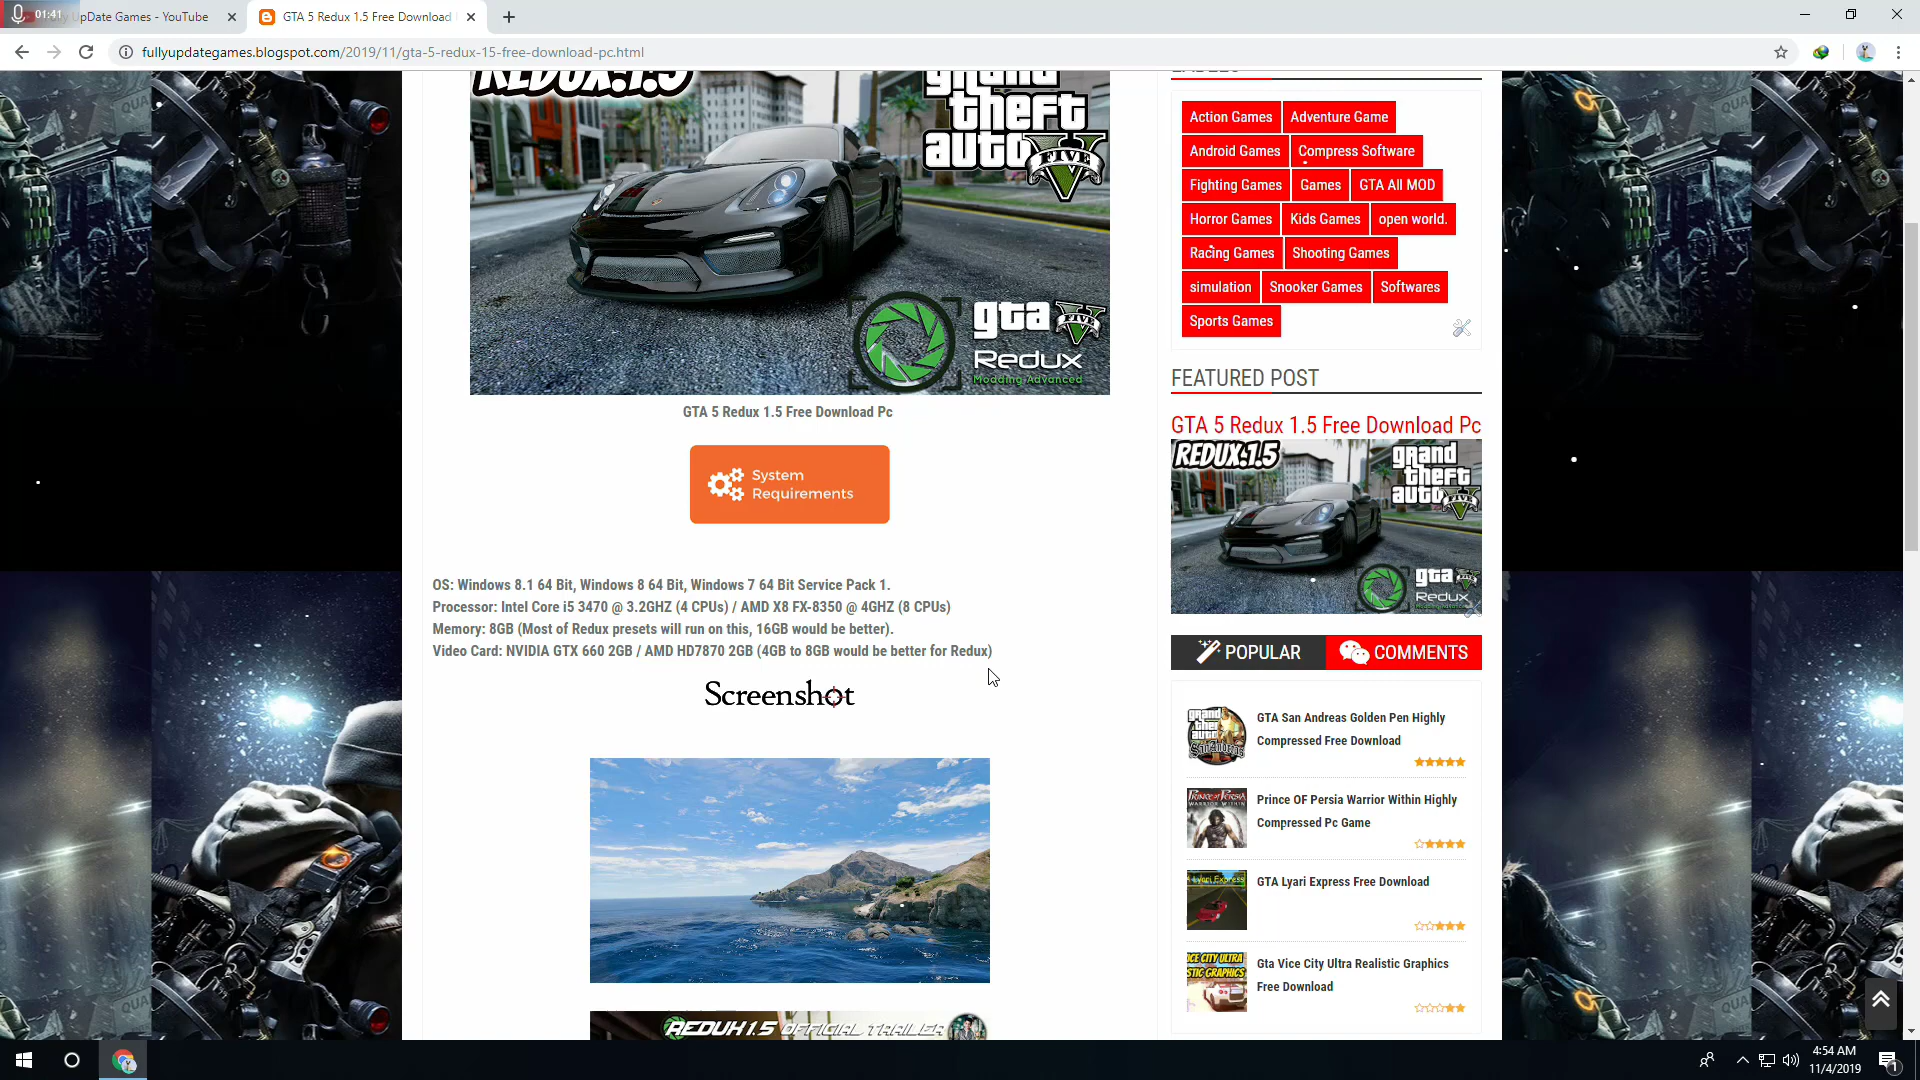 01:41
UpDate Games - YouTube
GTA 5 Redux 1.5 Free Download
fullyupdategames.blogspot.com/2019/11/gta-5-redux-15-free-download-pc.html
REDUX:1.5
grand
theft
auto
FIVE
gta
FIVE
Redux
Modding Advanced
GTA 5 Redux 1.5 Free Download Pc
System
Requirements
OS: Windows 8.1 64 Bit, Windows 8 64 Bit, Windows 7 64 Bit Service Pack 1.
Processor: Intel Core i5 3470 @ 3.2GHZ (4 CPUs) / AMD X8 FX-8350 @ 4GHZ (8 CPUs)
Memory: 8GB (Most of Redux presets will run on this, 16GB would be better).
Video Card: NVIDIA GTX 660 2GB / AMD HD7870 2GB (4GB to 8GB would be better for Redux)
Screenshot
REDUX 1.5 OFFICIAL TRAILER
LABELS
Action Games Adventure Game
Android Games Compress Software
Fighting Games Games GTA All MOD
Horror Games Kids Games open world.
Racing Games Shooting Games
simulation Snooker Games Softwares
Sports Games
FEATURED POST
GTA 5 Redux 1.5 Free Download Pc
REDUX:1.5
grand
theft
auto
FIVE
gta
Redux
POPULAR COMMENTS
GTA San Andreas Golden Pen Highly
Compressed Free Download
Prince OF Persia Warrior Within Highly
Compressed Pc Game
GTA Lyari Express Free Download
Gta Vice City Ultra Realistic Graphics
Free Download
4:54 AM
11/4/2019
1